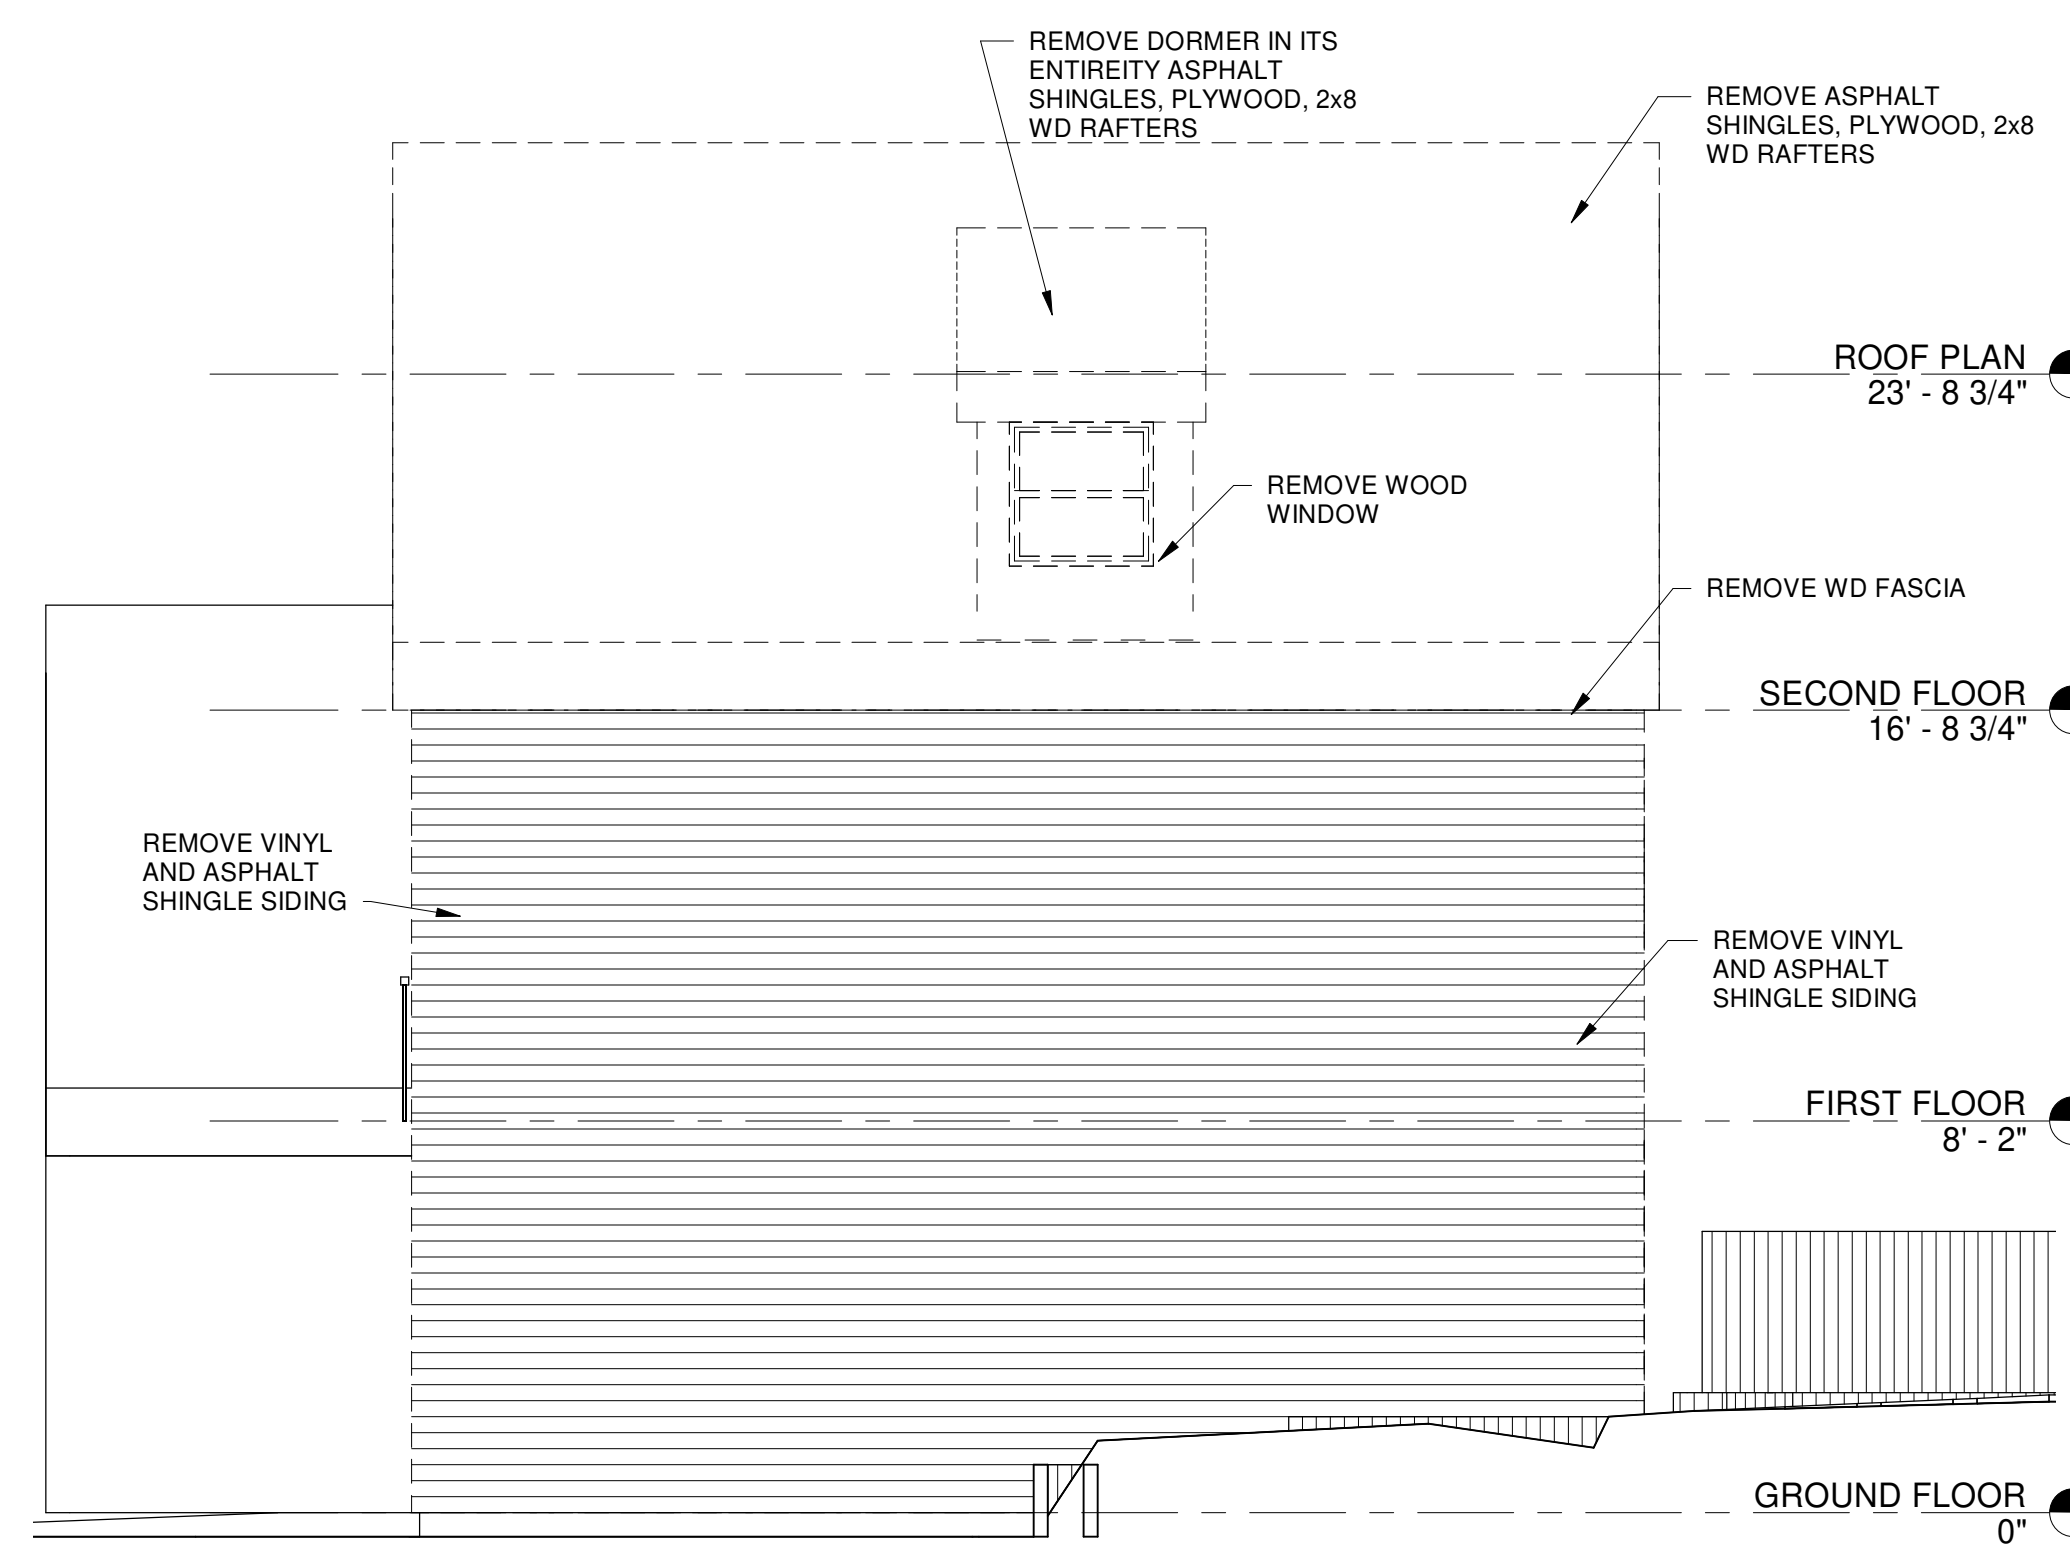 REMOVE DORMER IN ITS
ENTIREITY ASPHALT
SHINGLES, PLYWOOD, 2x8
WD RAFTERS
REMOVE ASPHALT
SHINGLES, PLYWOOD, 2x8
WD RAFTERS
ROOF PLAN
23' - 8 3/4"
REMOVE WOOD
WINDOW
REMOVE WD FASCIA
SECOND FLOOR
16' - 8 3/4"
REMOVE VINYL
AND ASPHALT
SHINGLE SIDING
REMOVE VINYL
AND ASPHALT
SHINGLE SIDING
FIRST FLOOR
8' - 2"
GROUND FLOOR
0"